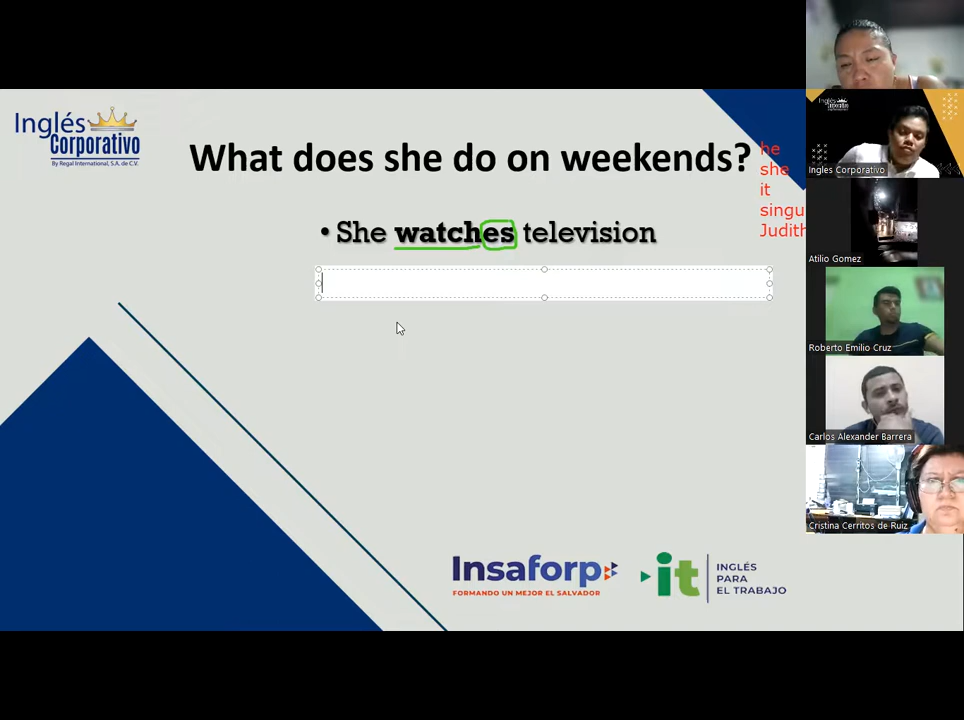 Inglés
Corporativo
By Regal International, S.A. de C.V.
What does she do on weekends?
• She watches television
he
she
it
singu
Judith
Insaforp
FORMANDO UN MEJOR EL SALVADOR
it
INGLÉS
PARA
EL TRABAJO
Inglés
Corporativo
Ingles Corporativo
Atilio Gomez
Roberto Emilio Cruz
Carlos Alexander Barrera
Cristina Cerritos de Ruiz